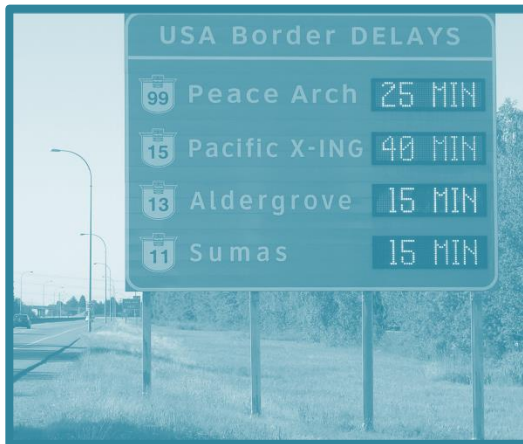 USA Border DELAYS
99 Peace Arch 25 MIN
15 Pacific X-ING 40 MIN
13 Aldergrove 15 MIN
11 Sumas 15 MIN